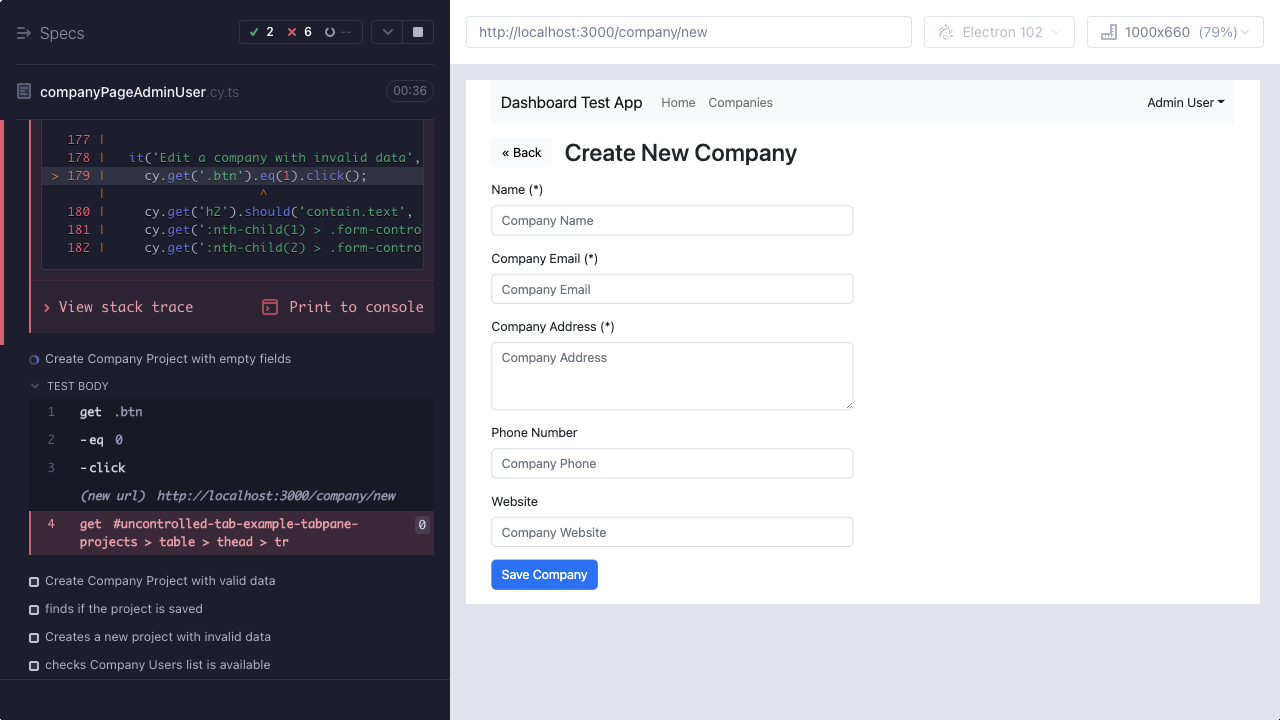 Specs
2
6
--
companyPageAdminUser.cy.ts
00:36
177 |
178 | it('Edit a company with invalid data',
> 179 | cy.get('.btn').eq(1).click();
| ^
180 | cy.get('h2').should('contain.text',
181 | cy.get(':nth-child(1) > .form-contro
182 | cy.get(':nth-child(2) > .form-contro
View stack trace
Print to console
Create Company Project with empty fields
TEST BODY
1 get .btn
2 -eq 0
3 -click
(new url) http://localhost:3000/company/new
4 get #uncontrolled-tab-example-tabpane-
projects > table > thead > tr
0
Create Company Project with valid data
finds if the project is saved
Creates a new project with invalid data
checks Company Users list is available
http://localhost:3000/company/new
Electron 102
1000x660 (79%)
Dashboard Test App
Home
Companies
Admin User
« Back
Create New Company
Name (*)
Company Name
Company Email (*)
Company Email
Company Address (*)
Company Address
Phone Number
Company Phone
Website
Company Website
Save Company